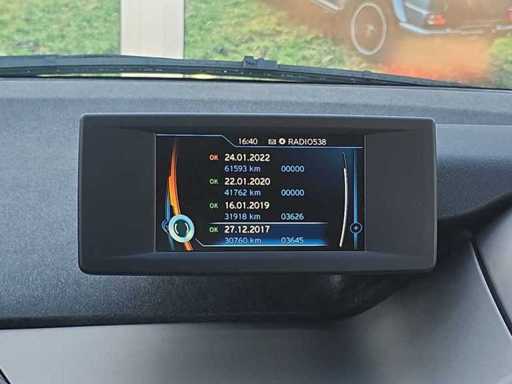 16:40 RADIO538
OK 24.01.2022
61593 km 00000
OK 22.01.2020
41762 km 00000
OK 16.01.2019
31918 km 03626
OK 27.12.2017
30760 km 03645